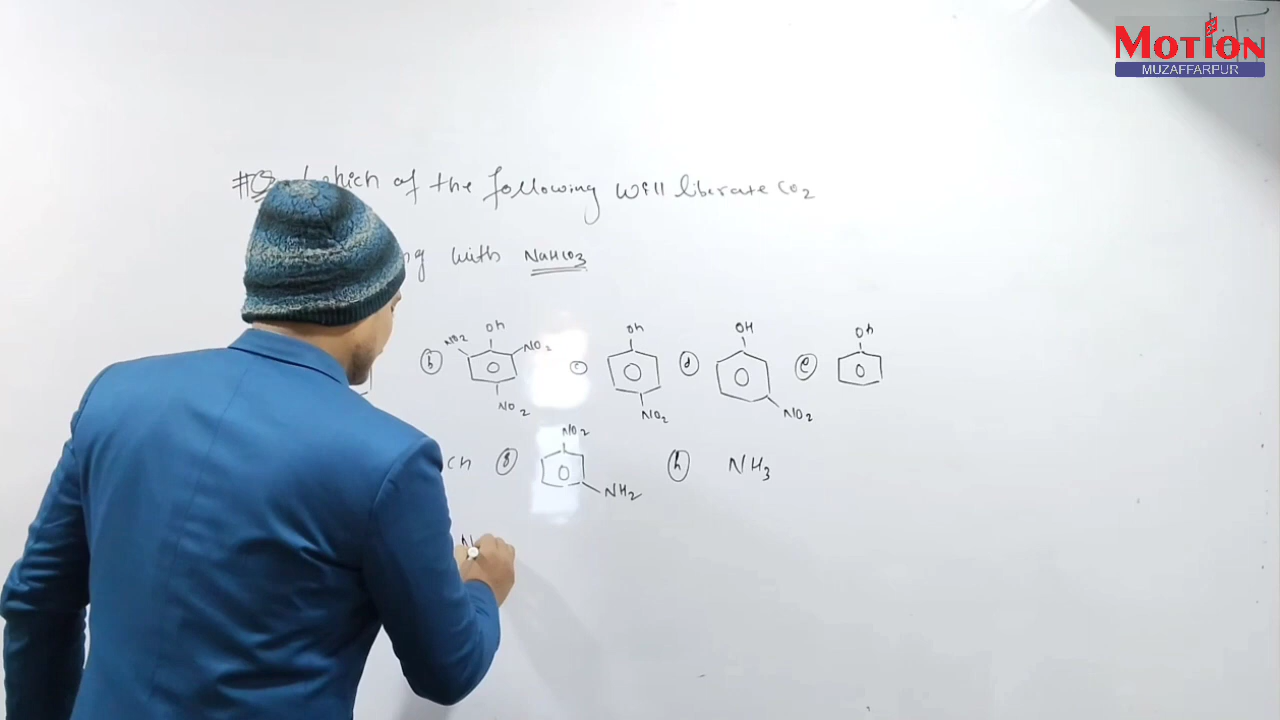 MOTION
MUZAFFARPUR
#Q which of the following will liberate CO2
with NaHCO3
(b) OH NO2 NO2 NO2 (c) OH NO2 (d) OH NO2 (e) OH
CH (g) NO2 NH2 (h) NH3
N